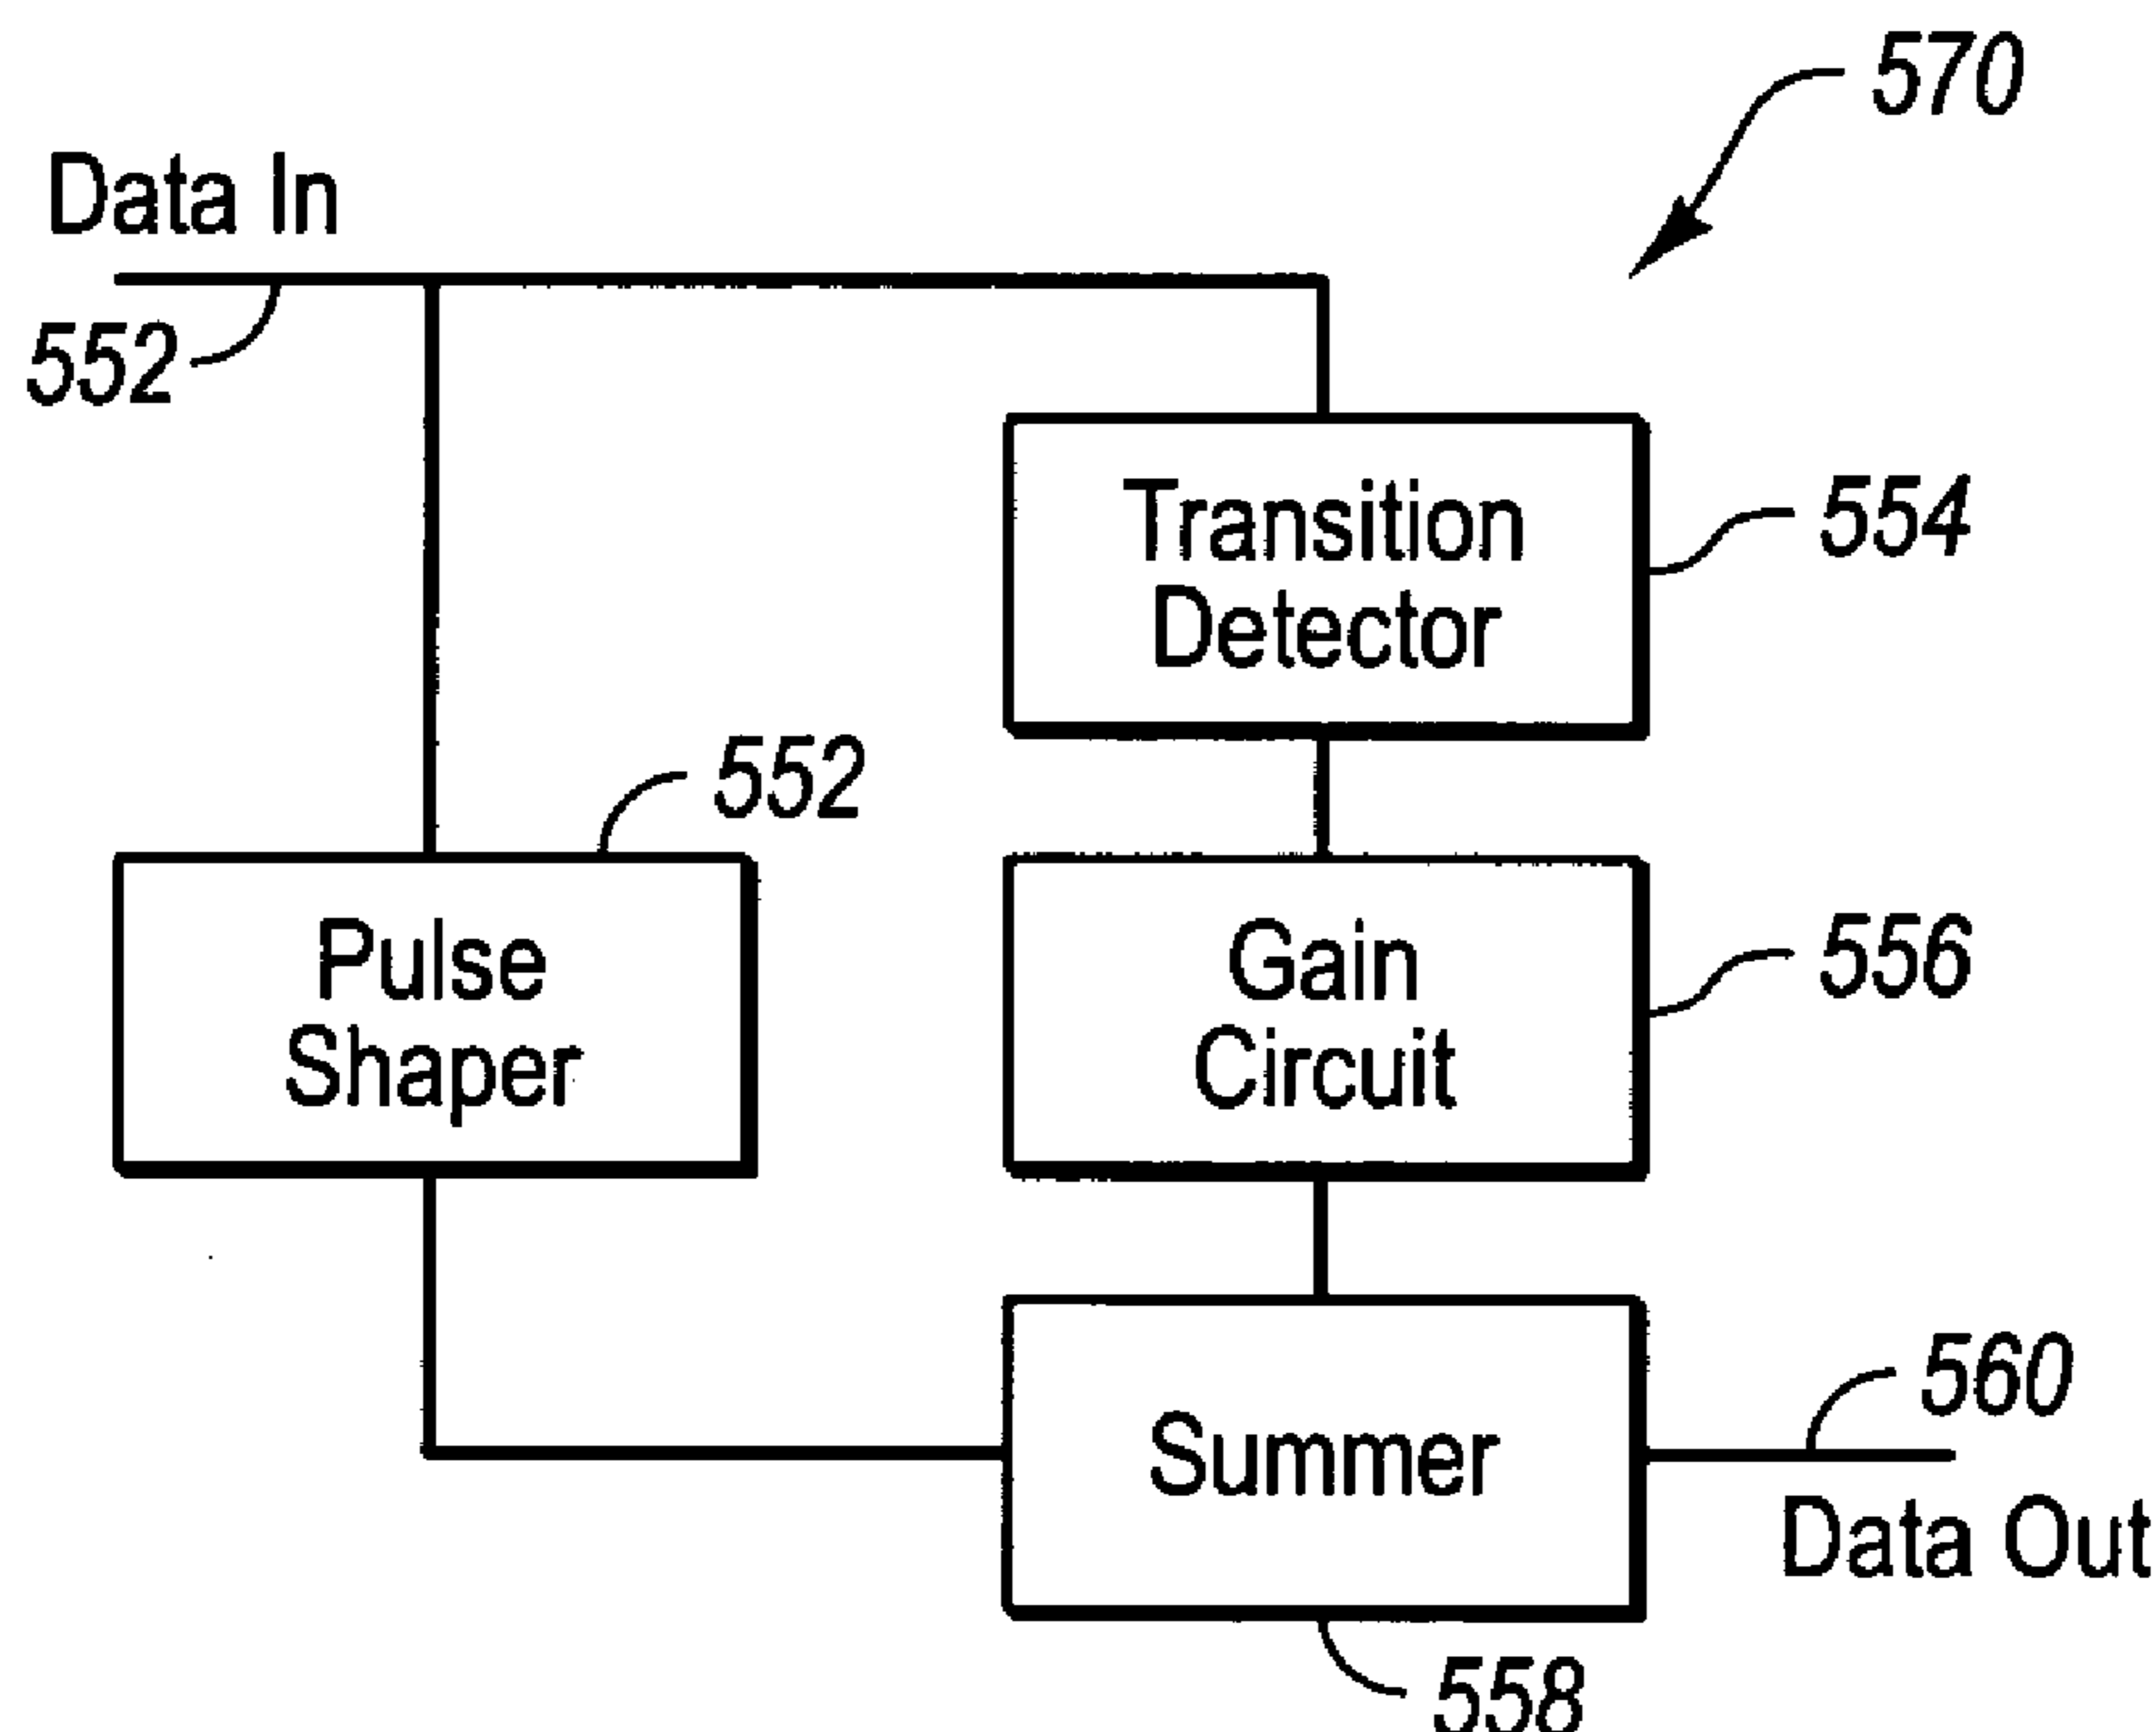 570
Data In
552
Transition
Detector
554
552
Pulse
Shaper
Gain
Circuit
556
Summer
560
Data Out
558